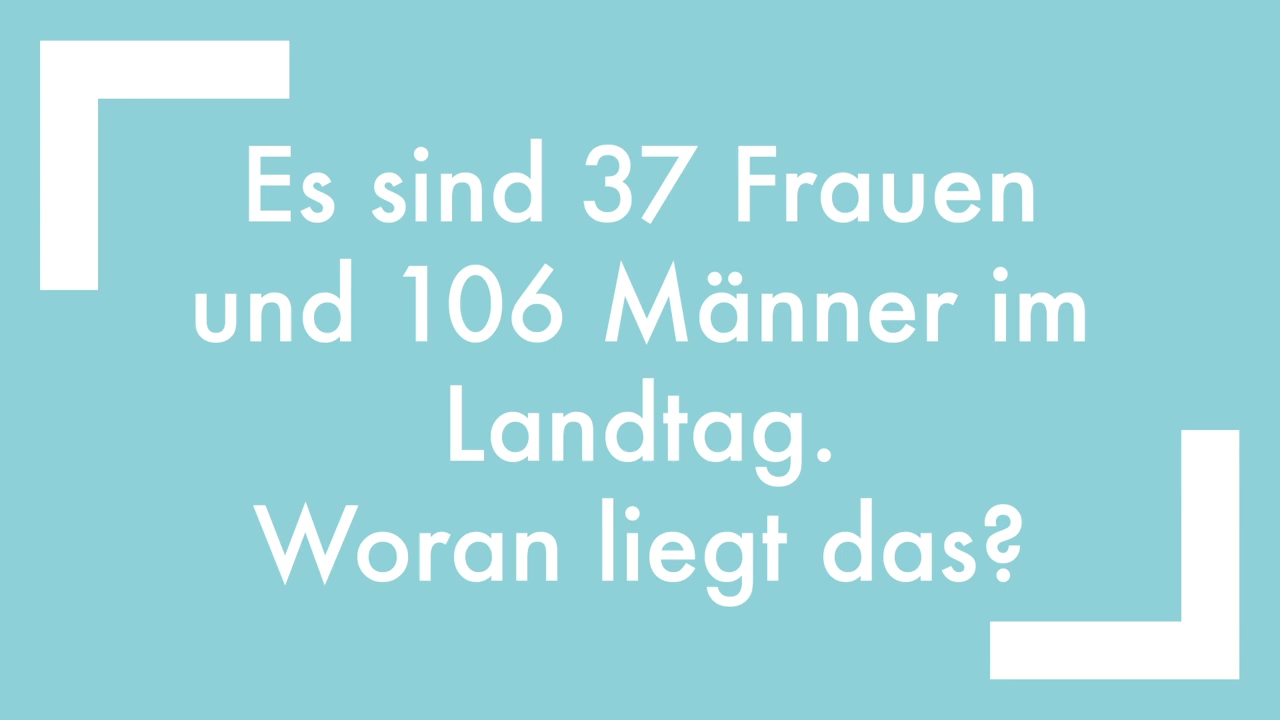 Es sind 37 Frauen
und 106 Männer im
Landtag.
Woran liegt das?